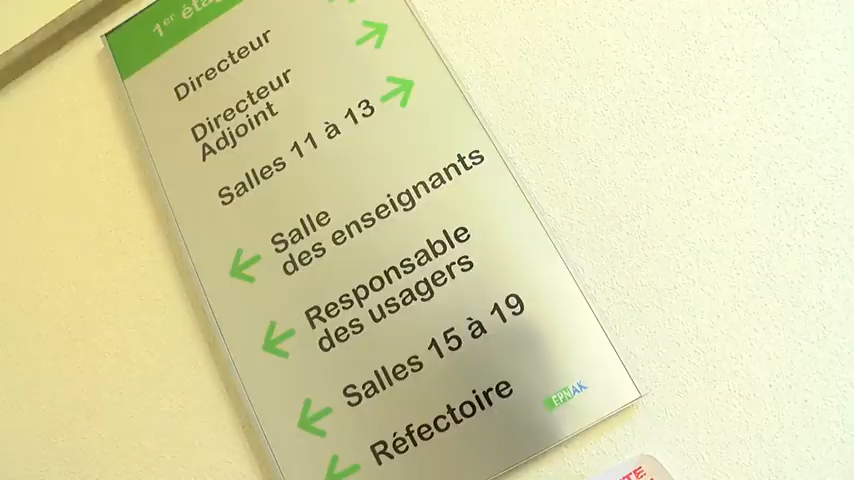 1er étage
Directeur
Directeur
Adjoint
Salles 11 à 13
Salle
des enseignants
Responsable
des usagers
Salles 15 à 19
Réfectoire
EPNAK